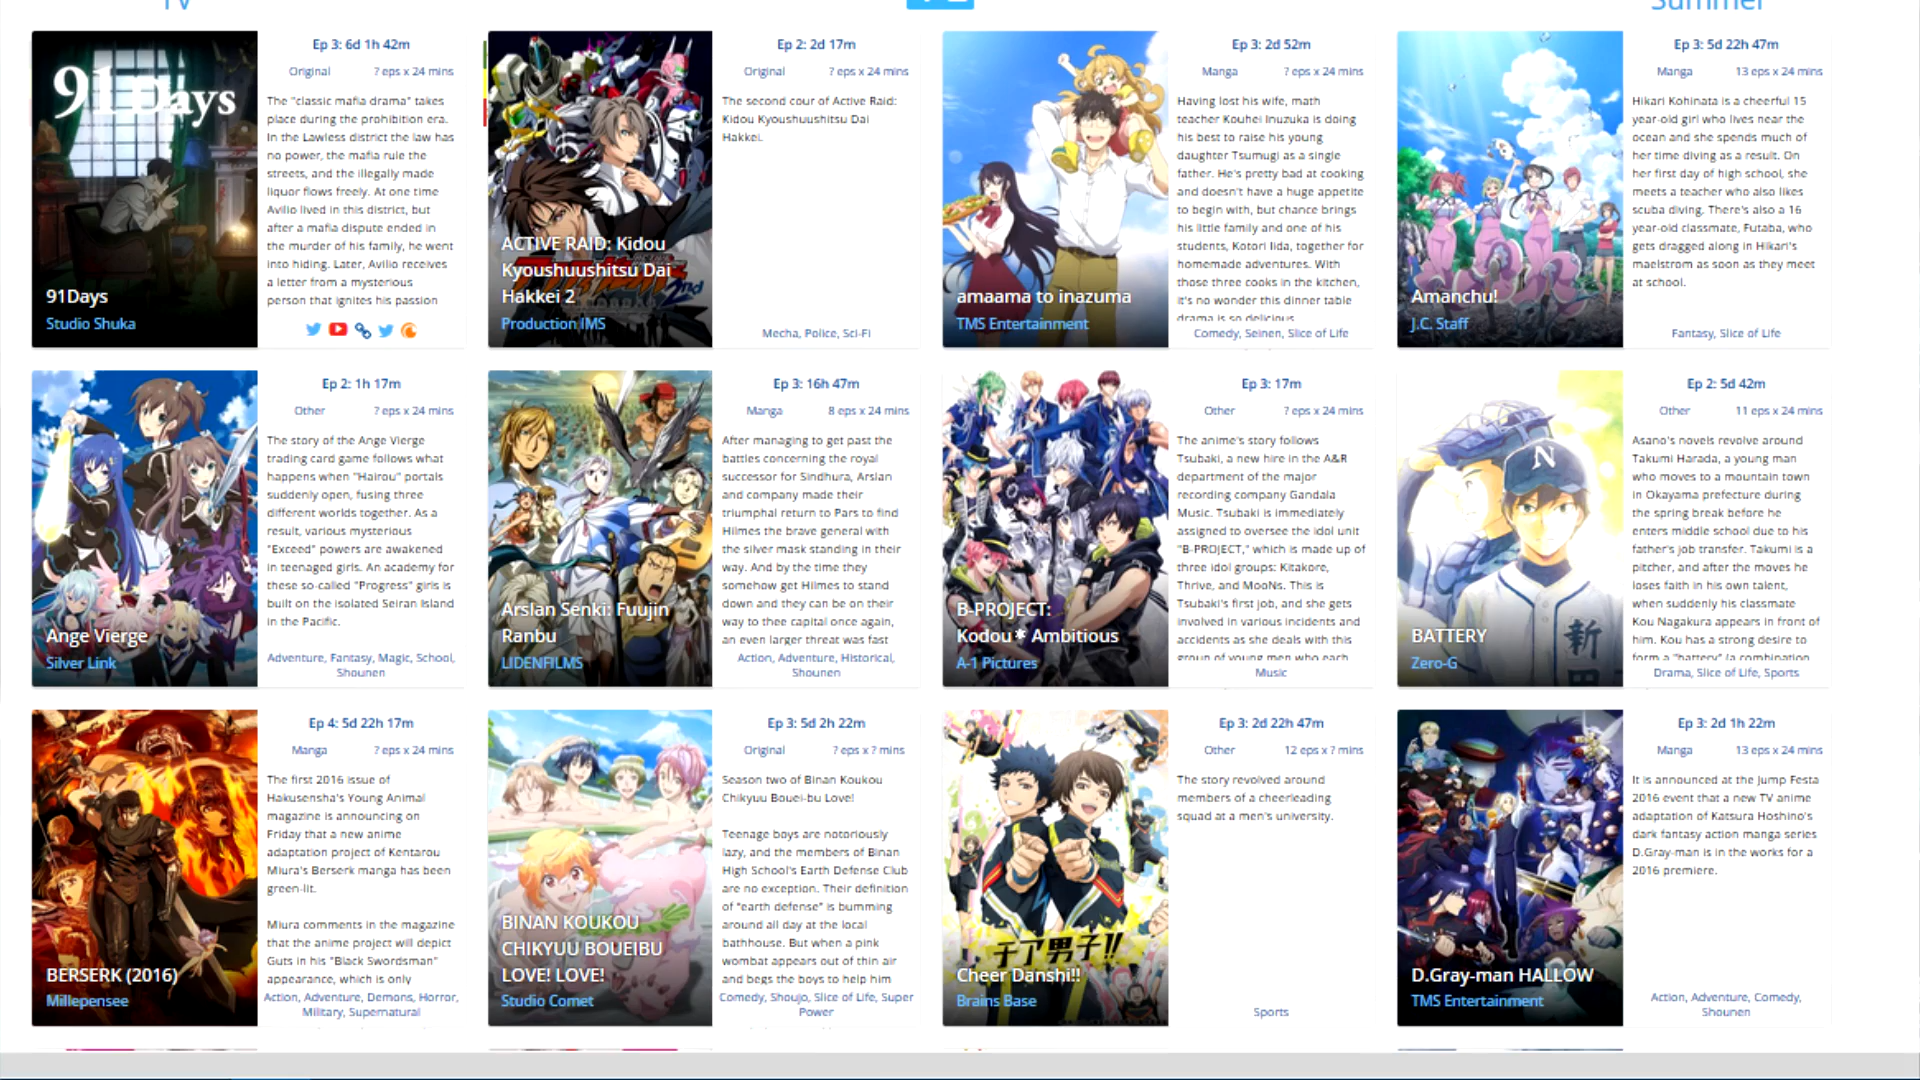 TV
Summer
91Days
91Days
Studio Shuka
Ep 3: 6d 1h 42m
Original ? eps x 24 mins
The "classic mafia drama" takes
place during the prohibition era.
In the Lawless district the law has
no power, the mafia rule the
streets, and the illegally made
liquor flows freely. At one time
Avilio lived in this district, but
after a mafia dispute ended in
the murder of his family, he went
into hiding. Later, Avilio receives
a letter from a mysterious
person that ignites his passion
ACTIVE RAID: Kidou
Kyoushuushitsu Dai
Hakkei 2
2nd
Production IMS
Ep 2: 2d 17m
Original ? eps x 24 mins
The second cour of Active Raid:
Kidou Kyoushuushitsu Dai
Hakkei.
Mecha, Police, Sci-Fi
amaama to inazuma
TMS Entertainment
Ep 3: 2d 52m
Manga ? eps x 24 mins
Having lost his wife, math
teacher Kouhei Inuzuka is doing
his best to raise his young
daughter Tsumugi as a single
father. He's pretty bad at cooking
and doesn't have a huge appetite
to begin with, but chance brings
his little family and one of his
students, Kotori Iida, together for
homemade adventures. With
those three cooks in the kitchen,
it's no wonder this dinner table
drama is so delicious.
Comedy, Seinen, Slice of Life
Amanchu!
J.C. Staff
Ep 3: 5d 22h 47m
Manga 13 eps x 24 mins
Hikari Kohinata is a cheerful 15
year-old girl who lives near the
ocean and she spends much of
her time diving as a result. On
her first day of high school, she
meets a teacher who also likes
scuba diving. There's also a 16
year-old classmate, Futaba, who
gets dragged along in Hikari's
maelstrom as soon as they meet
at school.
Fantasy, Slice of Life
Ange Vierge
Silver Link
Ep 2: 1h 17m
Other ? eps x 24 mins
The story of the Ange Vierge
trading card game follows what
happens when "Hairou" portals
suddenly open, fusing three
different worlds together. As a
result, various mysterious
"Exceed" powers are awakened
in teenaged girls. An academy for
these so-called "Progress" girls is
built on the isolated Seiran Island
in the Pacific.
Adventure, Fantasy, Magic, School,
Shounen
Arslan Senki: Fuujin
Ranbu
LIDENFILMS
Ep 3: 16h 47m
Manga 8 eps x 24 mins
After managing to get past the
battles concerning the royal
successor for Sindhura, Arslan
and company made their
triumphal return to Pars to find
Hilmes the brave general with
the silver mask standing in their
way. And by the time they
somehow get Hilmes to stand
down and they can be on their
way to thee capital once again,
an even larger threat was fast
Action, Adventure, Historical,
Shounen
B-PROJECT:
Kodou＊Ambitious
A-1 Pictures
Ep 3: 17m
Other ? eps x 24 mins
The anime's story follows
Tsubaki, a new hire in the A&R
department of the major
recording company Gandala
Music. Tsubaki is immediately
assigned to oversee the idol unit
"B-PROJECT," which is made up of
three idol groups: Kitakore,
Thrive, and MooNs. This is
Tsubaki's first job, and she gets
involved in various incidents and
accidents as she deals with this
group of young men who each
Music
N
新
田
BATTERY
Zero-G
Ep 2: 5d 42m
Other 11 eps x 24 mins
Asano's novels revolve around
Takumi Harada, a young man
who moves to a mountain town
in Okayama prefecture during
the spring break before he
enters middle school due to his
father's job transfer. Takumi is a
pitcher, and after the moves he
loses faith in his own talent,
when suddenly his classmate
Kou Nagakura appears in front of
him. Kou has a strong desire to
form a "battery" (a combination
Drama, Slice of Life, Sports
BERSERK (2016)
Millepensee
Ep 4: 5d 22h 17m
Manga ? eps x 24 mins
The first 2016 issue of
Hakusensha's Young Animal
magazine is announcing on
Friday that a new anime
adaptation project of Kentarou
Miura's Berserk manga has been
green-lit.
Miura comments in the magazine
that the anime project will depict
Guts in his "Black Swordsman"
appearance, which is only
Action, Adventure, Demons, Horror,
Military, Supernatural
BINAN KOUKOU
CHIKYUU BOUEIBU
LOVE! LOVE!
Studio Comet
Ep 3: 5d 2h 22m
Original ? eps x ? mins
Season two of Binan Koukou
Chikyuu Bouei-bu Love!
Teenage boys are notoriously
lazy, and the members of Binan
High School's Earth Defense Club
are no exception. Their definition
of "earth defense" is bumming
around all day at the local
bathhouse. But when a pink
wombat appears out of thin air
and begs the boys to help him
Comedy, Shoujo, Slice of Life, Super
Power
チア男子!!
Cheer Danshi!!
Brains Base
Ep 3: 2d 22h 47m
Other 12 eps x ? mins
The story revolved around
members of a cheerleading
squad at a men's university.
Sports
D.Gray-man HALLOW
TMS Entertainment
Ep 3: 2d 1h 22m
Manga 13 eps x 24 mins
It is announced at the Jump Festa
2016 event that a new TV anime
adaptation of Katsura Hoshino's
dark fantasy action manga series
D.Gray-man is in the works for a
2016 premiere.
Action, Adventure, Comedy,
Shounen